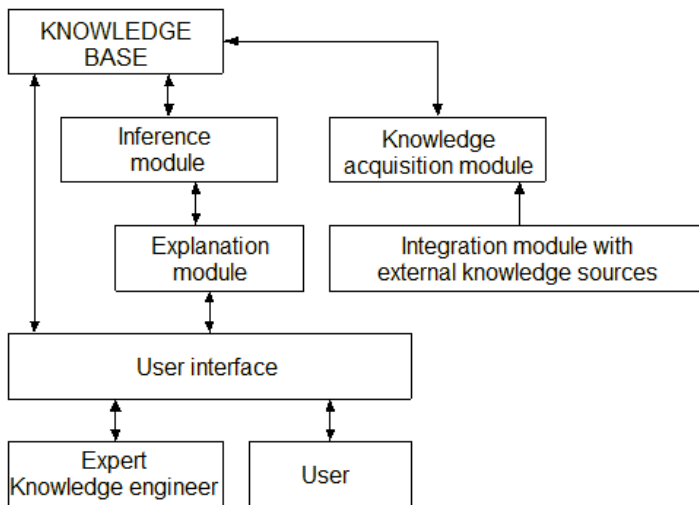 KNOWLEDGE
BASE
Inference
module
Knowledge
acquisition module
Explanation
module
Integration module with
external knowledge sources
User interface
Expert
Knowledge engineer
User